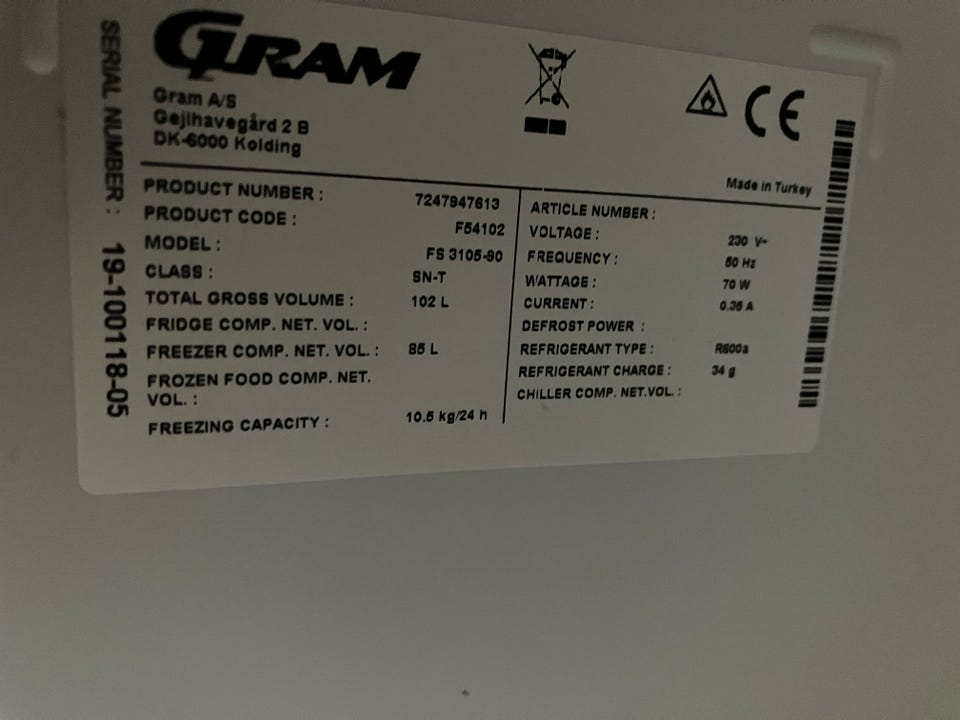 GRAM
Gram A/S
Gejlhavegård 2 B
DK-6000 Kolding
SERIAL NUMBER : 19-100118-05
CE
Made in Turkey
PRODUCT NUMBER : 7247947613
PRODUCT CODE : F54102
MODEL : FS 3105-90
CLASS : SN-T
TOTAL GROSS VOLUME : 102 L
FRIDGE COMP. NET. VOL. :
FREEZER COMP. NET. VOL. : 85 L
FROZEN FOOD COMP. NET.
VOL. :
FREEZING CAPACITY : 10.5 kg/24 h
ARTICLE NUMBER :
VOLTAGE : 230 V~
FREQUENCY : 50 Hz
WATTAGE : 70 W
CURRENT : 0.35 A
DEFROST POWER :
REFRIGERANT TYPE : R600a
REFRIGERANT CHARGE : 34 g
CHILLER COMP. NET.VOL. :